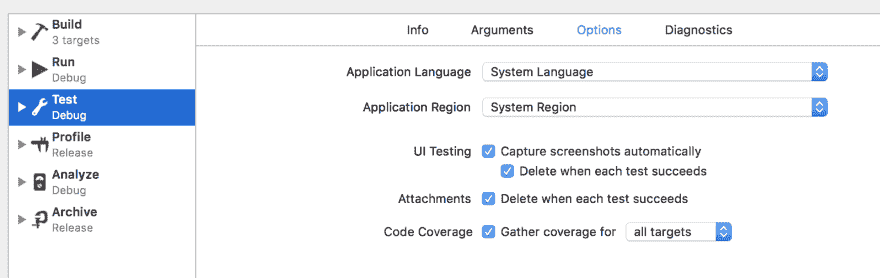 Build
3 targets
Run
Debug
Test
Debug
Profile
Release
Analyze
Debug
Archive
Release
Info Arguments Options Diagnostics
Application Language System Language
Application Region System Region
UI Testing Capture screenshots automatically
Delete when each test succeeds
Attachments Delete when each test succeeds
Code Coverage Gather coverage for all targets